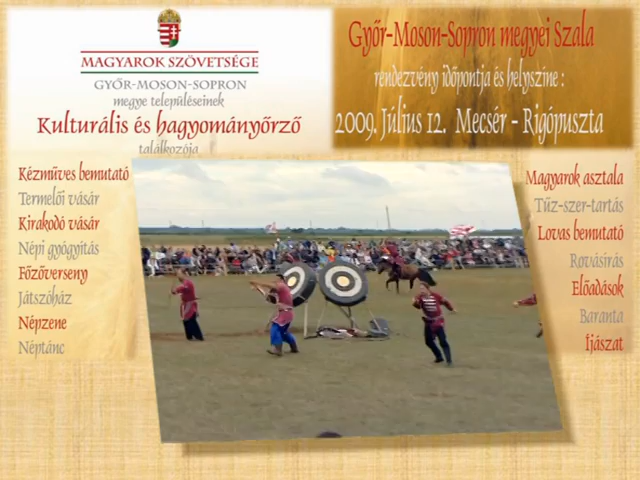 MAGYAROK SZÖVETSÉGE
GYŐR-MOSON-SOPRON
megye településeinek
Kulturális és hagyományőrző
találkozója
Győr-Moson-Sopron megyei Szala
rendezvény időpontja és helyszíne :
2009. Július 12. Mecsér - Rigópuszta
Kézműves bemutató
Termelői vásár
Kirakodó vásár
Népi gyógyítás
Főzőverseny
Játszóház
Népzene
Néptánc
Magyarok asztala
Tűz-szer-tartás
Lovas bemutató
Rovásírás
Előadások
Baranta
Íjászat